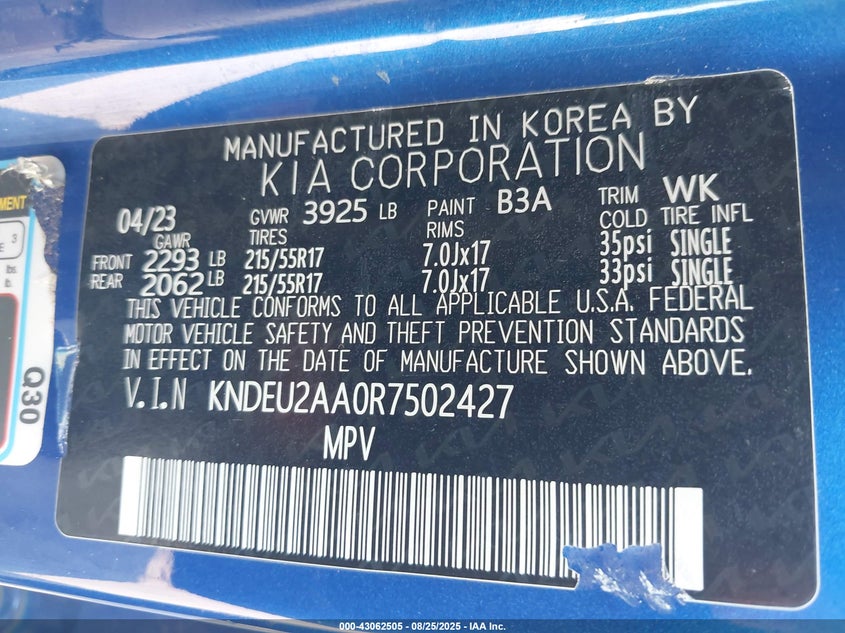 MANUFACTURED IN KOREA BY
KIA CORPORATION
04/23 GVWR 3925 LB PAINT B3A TRIM WK
GAWR TIRES RIMS COLD TIRE INFL
FRONT 2293 LB 215/55R17 7.0Jx17 35psi SINGLE
REAR 2062 LB 215/55R17 7.0Jx17 33psi SINGLE
THIS VEHICLE CONFORMS TO ALL APPLICABLE U.S.A. FEDERAL
MOTOR VEHICLE SAFETY AND THEFT PREVENTION STANDARDS
IN EFFECT ON THE DATE OF MANUFACTURE SHOWN ABOVE.
V.I.N KNDEU2AA0R7502427
MPV
3
lbs.
Q30
000-43062505 - 08/25/2025 - IAA Inc.